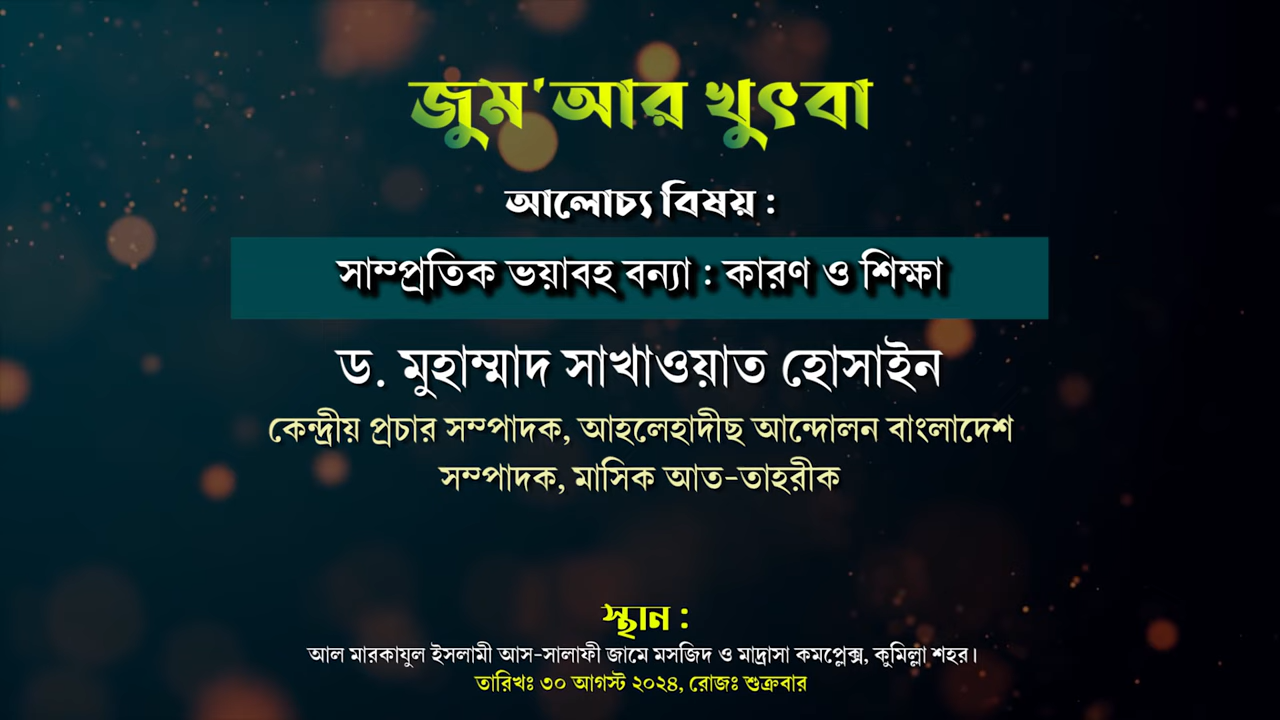 জুম'আর খুৎবা
আলোচ্য বিষয় :
সাম্প্রতিক ভয়াবহ বন্যা : কারণ ও শিক্ষা
ড. মুহাম্মাদ সাখাওয়াত হোসাইন
কেন্দ্রীয় প্রচার সম্পাদক, আহলেহাদীছ আন্দোলন বাংলাদেশ
সম্পাদক, মাসিক আত-তাহরীক
স্থান :
আল মারকাযুল ইসলামী আস-সালাফী জামে মসজিদ ও মাদ্রাসা কমপ্লেক্স, কুমিল্লা শহর।
তারিখঃ ৩০ আগস্ট ২০২৪, রোজঃ শুক্রবার